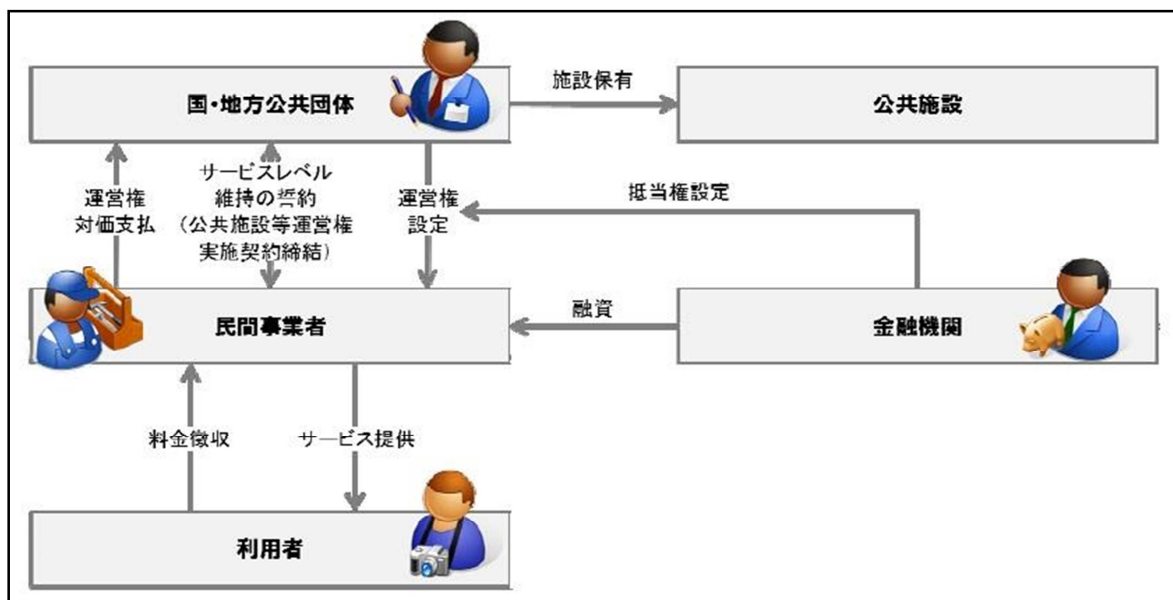 国・地方公共団体
施設保有
公共施設
運営権
対価支払
サービスレベル
維持の誓約
（公共施設等運営権
実施契約締結）
運営権
設定
抵当権設定
民間事業者
融資
金融機関
料金徴収
サービス提供
利用者